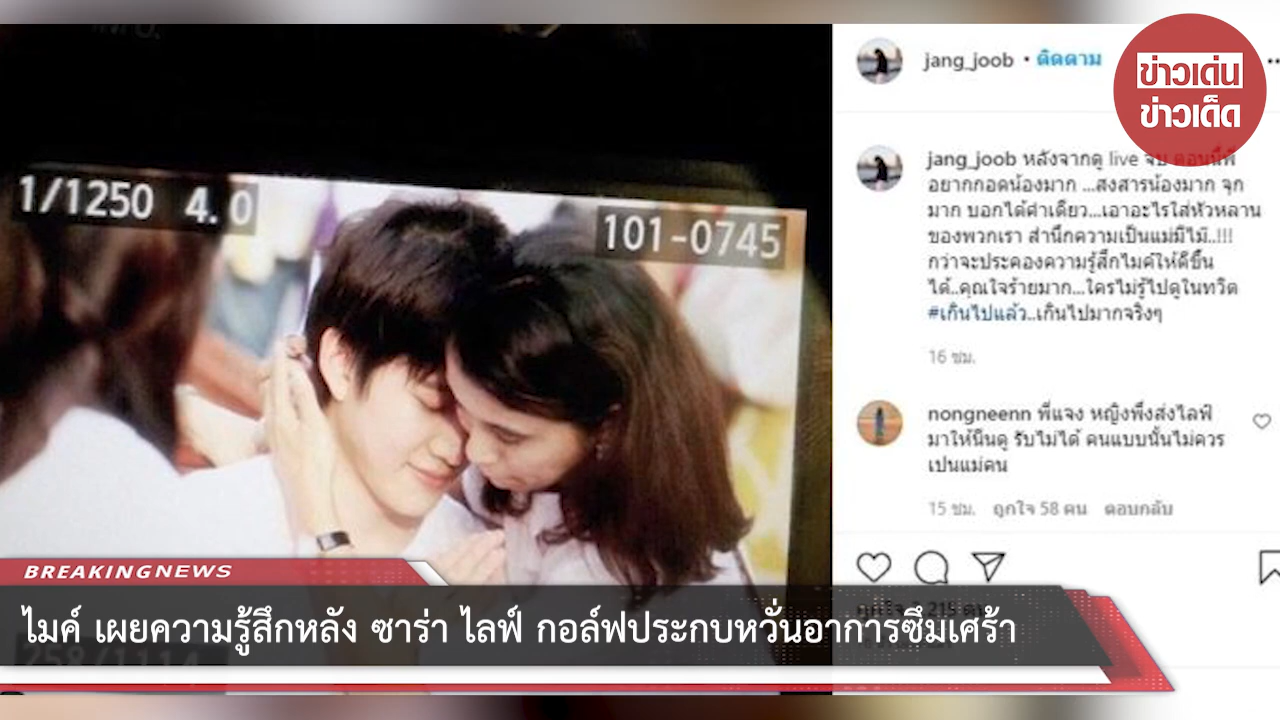 jang_joob • ติดตาม
ข่าวเด่น
ข่าวเด็ด
jang_joob หลังจากดู live จบ ตอนนี้พี่
อยากกอดน้องมาก ...สงสารน้องมาก จุก
มาก บอกได้คำเดียว...เอาอะไรใส่หัวหลาน
ของพวกเรา สำนึกความเป็นแม่มีไม๊..!!!
กว่าจะประคองความรู้สึกไมค์ให้ดีขึ้น
ได้..คุณใจร้ายมาก...ใครไม่รู้ไปดูในทวิต
#เกินไปแล้ว..เกินไปมากจริงๆ
16 ชม.
1/1250 4.0
101-0745
nongneenn พี่แจง หญิงพึ่งส่งไลฟ์
มาให้นีนดู รับไม่ได้ คนแบบนั้นไม่ควร
เป็นแม่คน
15 ชม. ถูกใจ 58 คน ตอบกลับ
ถูกใจ 3,215 คน
BREAKINGNEWS
ไมค์ เผยความรู้สึกหลัง ซาร่า ไลฟ์ กอล์ฟประกบหวั่นอาการซึมเศร้า